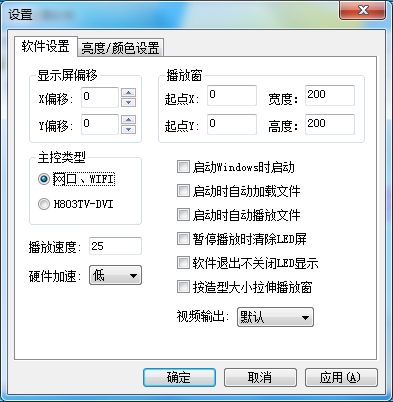 设置
软件设置 亮度/颜色设置
显示屏偏移
X偏移: 0
Y偏移: 0
播放窗
起点X: 0 宽度: 200
起点Y: 0 高度: 200
主控类型
网口、WIFI
H803TV-DVI
播放速度: 25
硬件加速: 低
启动Windows时启动
启动时自动加载文件
启动时自动播放文件
暂停播放时清除LED屏
软件退出不关闭LED显示
按造型大小拉伸播放窗
视频输出: 默认
确定 取消 应用(A)